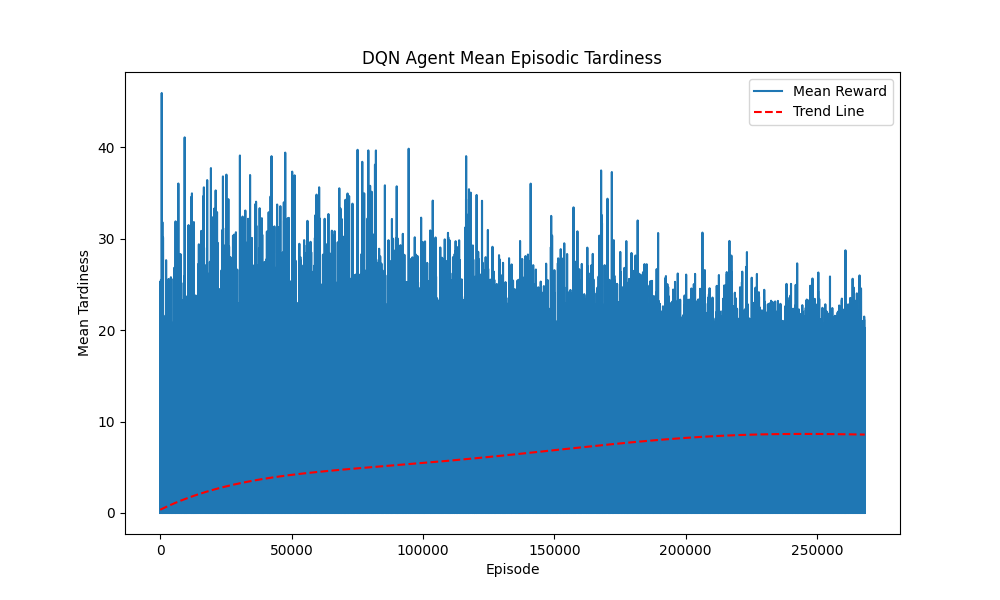 DQN Agent Mean Episodic Tardiness
Mean Reward
Trend Line
40
30
20
10
0
Mean Tardiness
0
50000
100000
150000
200000
250000
Episode